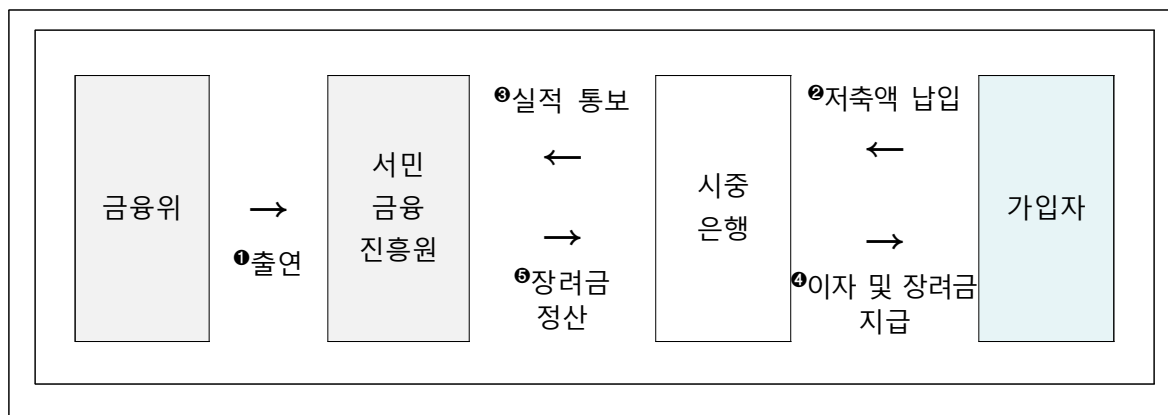 금융위
→
❶출연
서민
금융
진흥원
❸실적 통보
←
→
❺장려금
정산
시중
은행
❷저축액 납입
←
→
❹이자 및 장려금
지급
가입자